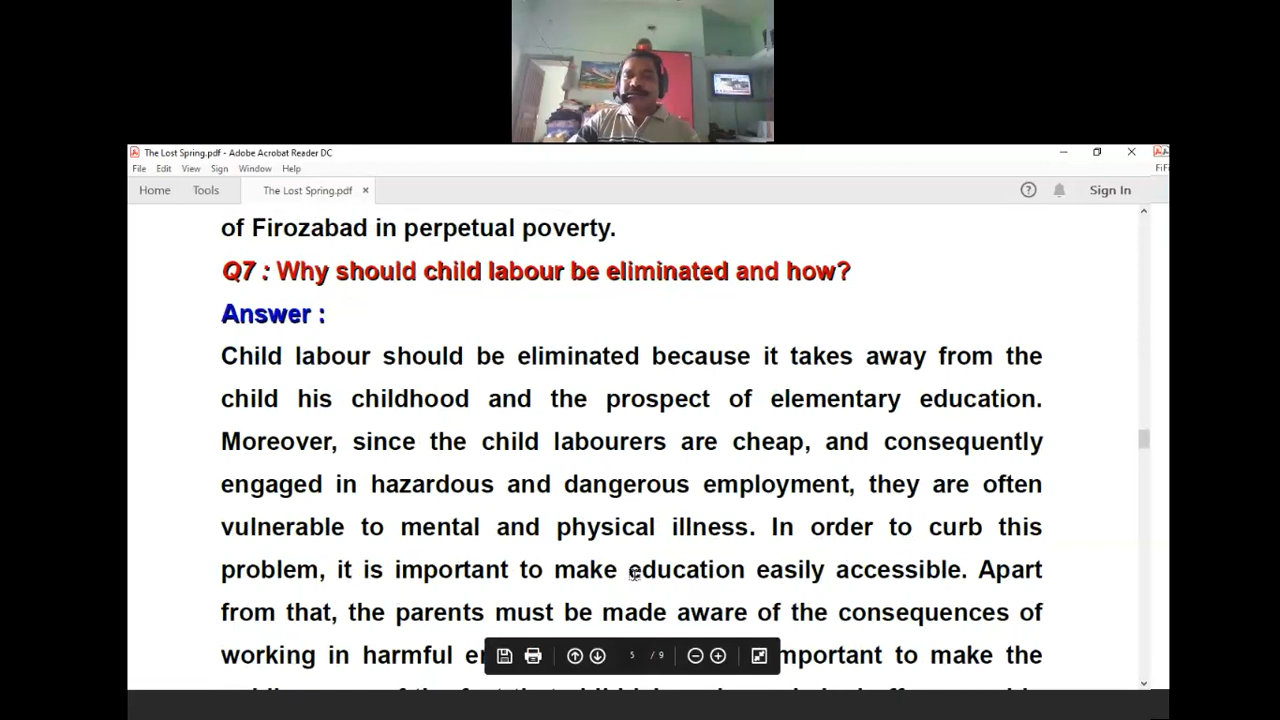 The Lost Spring.pdf - Adobe Acrobat Reader DC
File Edit View Sign Window Help
Home Tools The Lost Spring.pdf × ? Sign In
of Firozabad in perpetual poverty.
Q7 : Why should child labour be eliminated and how?
Answer :
Child labour should be eliminated because it takes away from the
child his childhood and the prospect of elementary education.
Moreover, since the child labourers are cheap, and consequently
engaged in hazardous and dangerous employment, they are often
vulnerable to mental and physical illness. In order to curb this
problem, it is important to make education easily accessible. Apart
from that, the parents must be made aware of the consequences of
working in harmful
mportant to make the
5 / 9